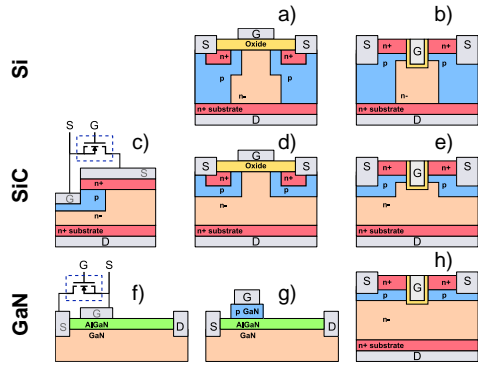 a)
b)
Si
S
G
S
Oxide
n+
n+
p
p
n-
n+ substrate
D
S
G
S
n+
n+
p
p
n-
n+ substrate
D
SiC
S
G
c)
S
n+
G
p
n-
n+ substrate
D
d)
G
S
Oxide
S
n+
n+
p
p
n-
n+ substrate
D
e)
S
G
S
n+
n+
p
p
n-
n+ substrate
D
GaN
G
S
f)
G
S
D
AlGaN
GaN
g)
G
p GaN
S
D
AlGaN
GaN
h)
S
G
S
n+
n+
p
p
n-
n+ substrate
D